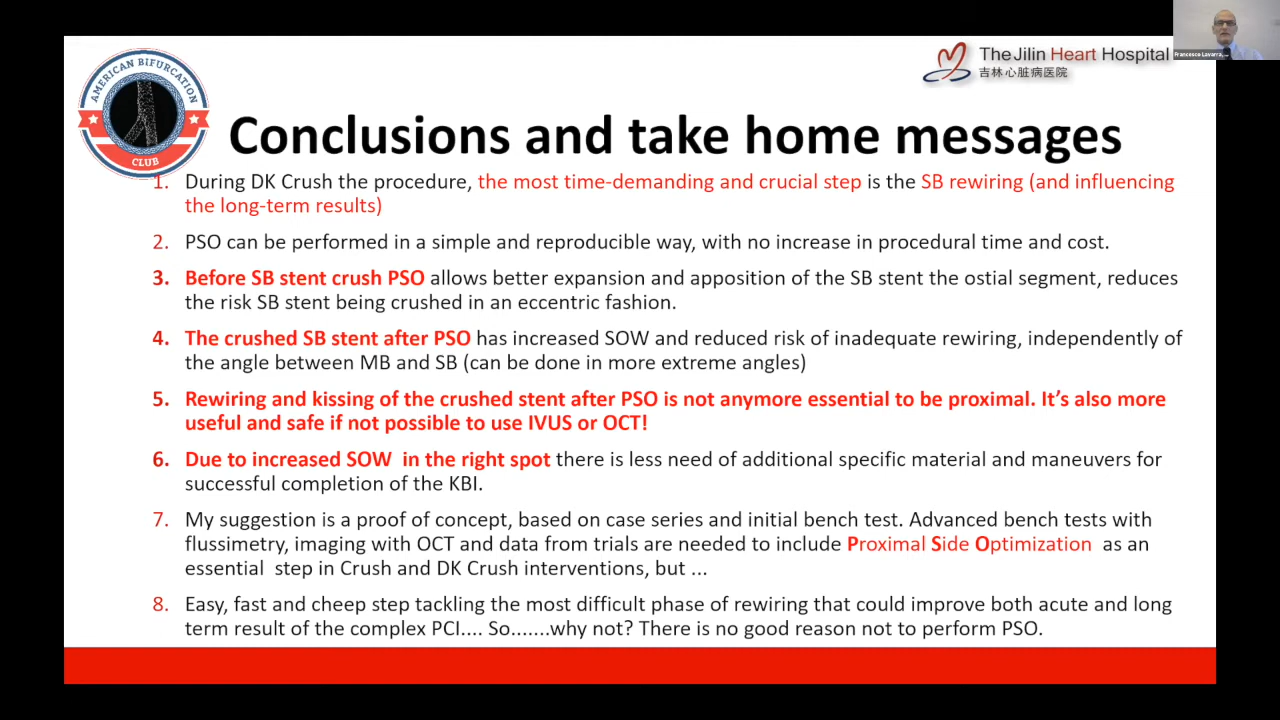 Francesco Lavarra, ...
AMERICAN BIFURCATION
CLUB
The Jilin Heart Hospital
吉林心脏病医院
Conclusions and take home messages
1. During DK Crush the procedure, the most time-demanding and crucial step is the SB rewiring (and influencing
the long-term results)
2. PSO can be performed in a simple and reproducible way, with no increase in procedural time and cost.
3. Before SB stent crush PSO allows better expansion and apposition of the SB stent the ostial segment, reduces
the risk SB stent being crushed in an eccentric fashion.
4. The crushed SB stent after PSO has increased SOW and reduced risk of inadequate rewiring, independently of
the angle between MB and SB (can be done in more extreme angles)
5. Rewiring and kissing of the crushed stent after PSO is not anymore essential to be proximal. It's also more
useful and safe if not possible to use IVUS or OCT!
6. Due to increased SOW in the right spot there is less need of additional specific material and maneuvers for
successful completion of the KBI.
7. My suggestion is a proof of concept, based on case series and initial bench test. Advanced bench tests with
flussimetry, imaging with OCT and data from trials are needed to include Proximal Side Optimization as an
essential step in Crush and DK Crush interventions, but ...
8. Easy, fast and cheep step tackling the most difficult phase of rewiring that could improve both acute and long
term result of the complex PCI.... So.......why not? There is no good reason not to perform PSO.